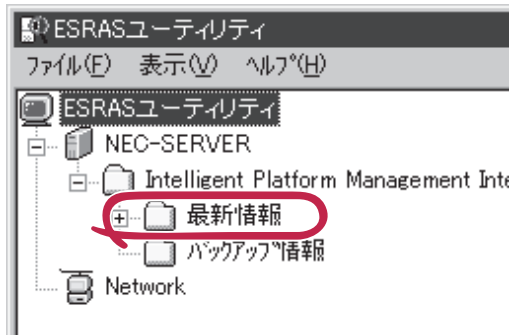 ESRASユーティリティ
ファイル(F) 表示(V) ヘルプ(H)
ESRASユーティリティ
NEC-SERVER
Intelligent Platform Management Inte
最新情報
バックアップ情報
Network